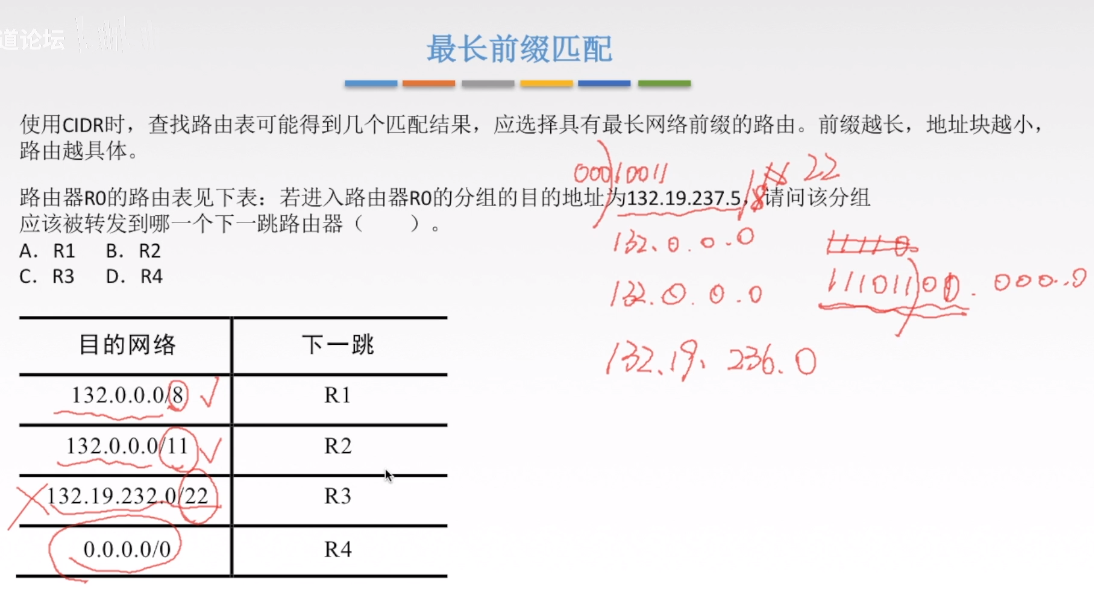 道论坛
最长前缀匹配
使用CIDR时，查找路由表可能得到几个匹配结果，应选择具有最长网络前缀的路由。前缀越长，地址块越小，
路由越具体。
00010011
22
路由器R0的路由表见下表：若进入路由器R0的分组的目的地址为132.19.237.5，请问该分组
应该被转发到哪一个下一跳路由器（ ）。
132.0.0.0
A. R1 B. R2
C. R3 D. R4
11101100.000..0
132.0.0.0
目的网络 下一跳
132.19.236.0
132.0.0.0/8 R1
132.0.0.0/11 R2
132.19.232.0/22 R3
0.0.0.0/0 R4